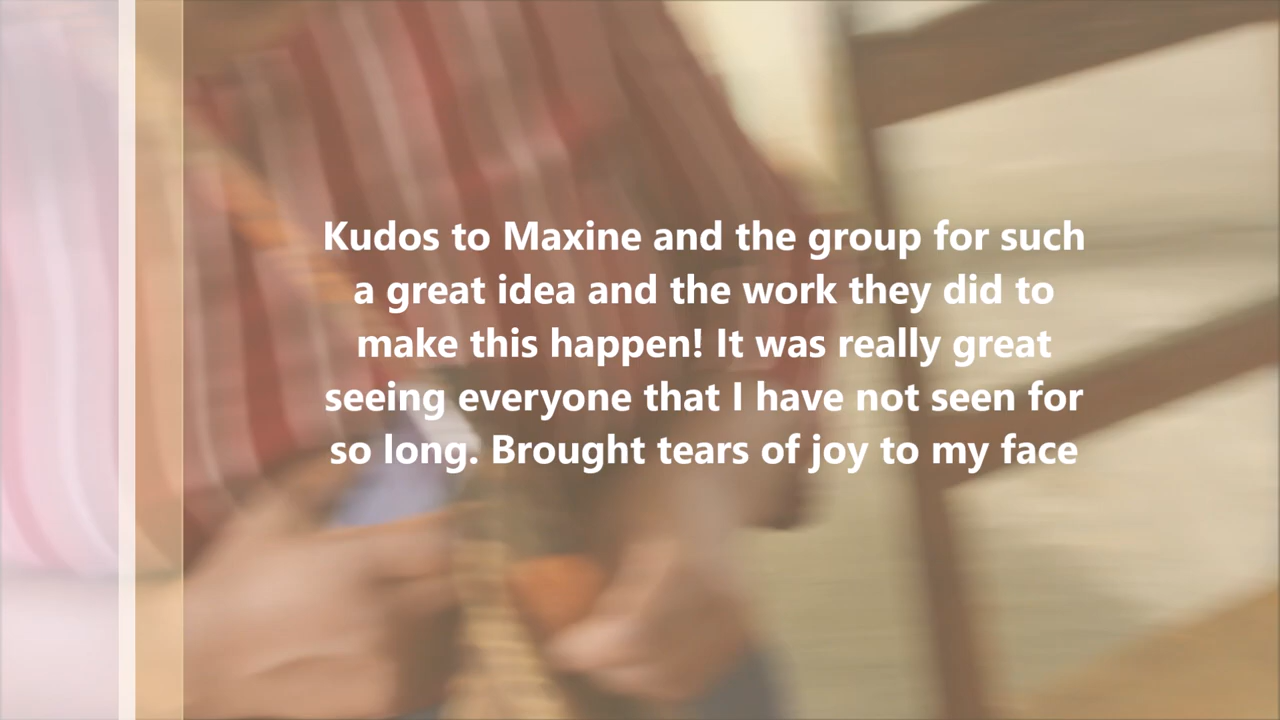 Kudos to Maxine and the group for such
a great idea and the work they did to
make this happen! It was really great
seeing everyone that I have not seen for
so long. Brought tears of joy to my face